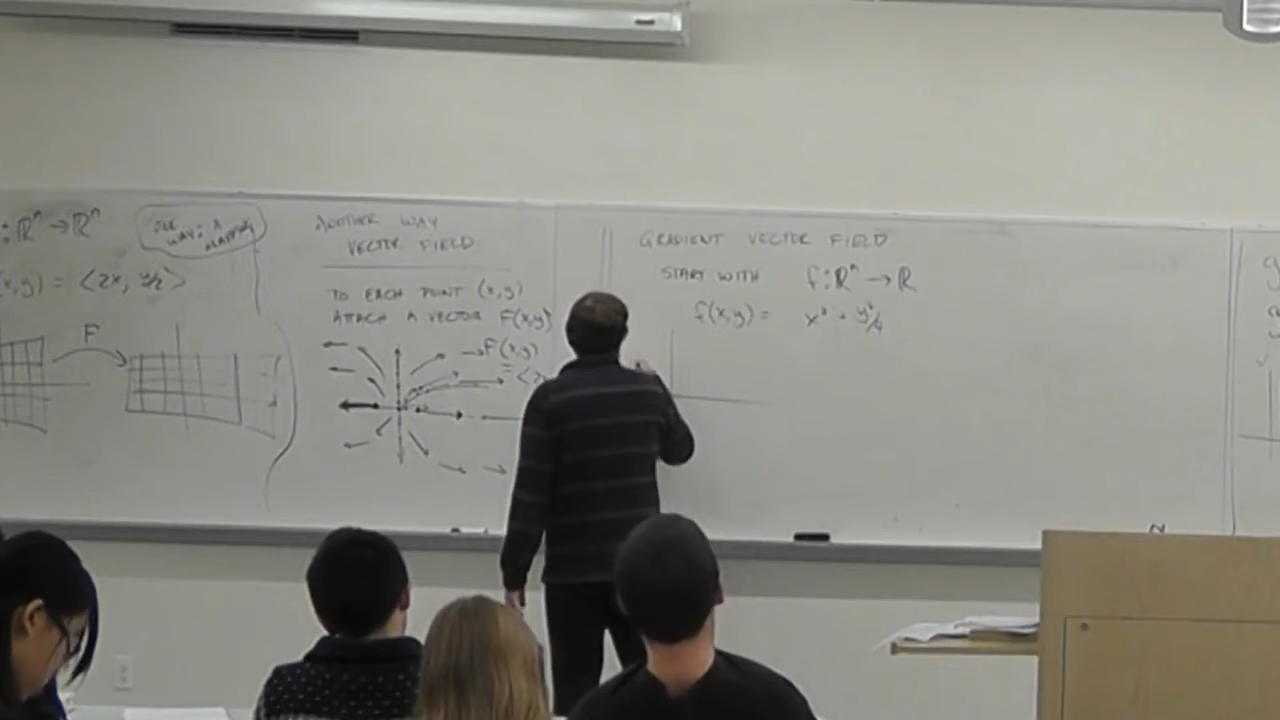 : ℝⁿ → ℝⁿ
ONE WAY: A MAPPING
(x,y) = <2x, y/2>
F
ANOTHER WAY
VECTOR FIELD
TO EACH POINT (x,y)
ATTACH A VECTOR F(x,y)
F(x,y)
= <2
GRADIENT VECTOR FIELD
START WITH f: ℝⁿ → ℝ
f(x,y) = x² + y²/4